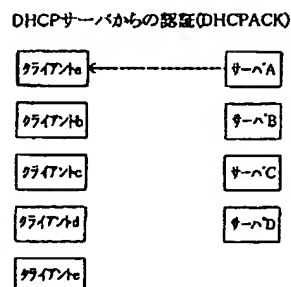 DHCPサーバからの認証(DHCPACK)
クライアントa
サーバA
クライアントb
サーバB
クライアントc
サーバC
クライアントd
サーバD
クライアントe